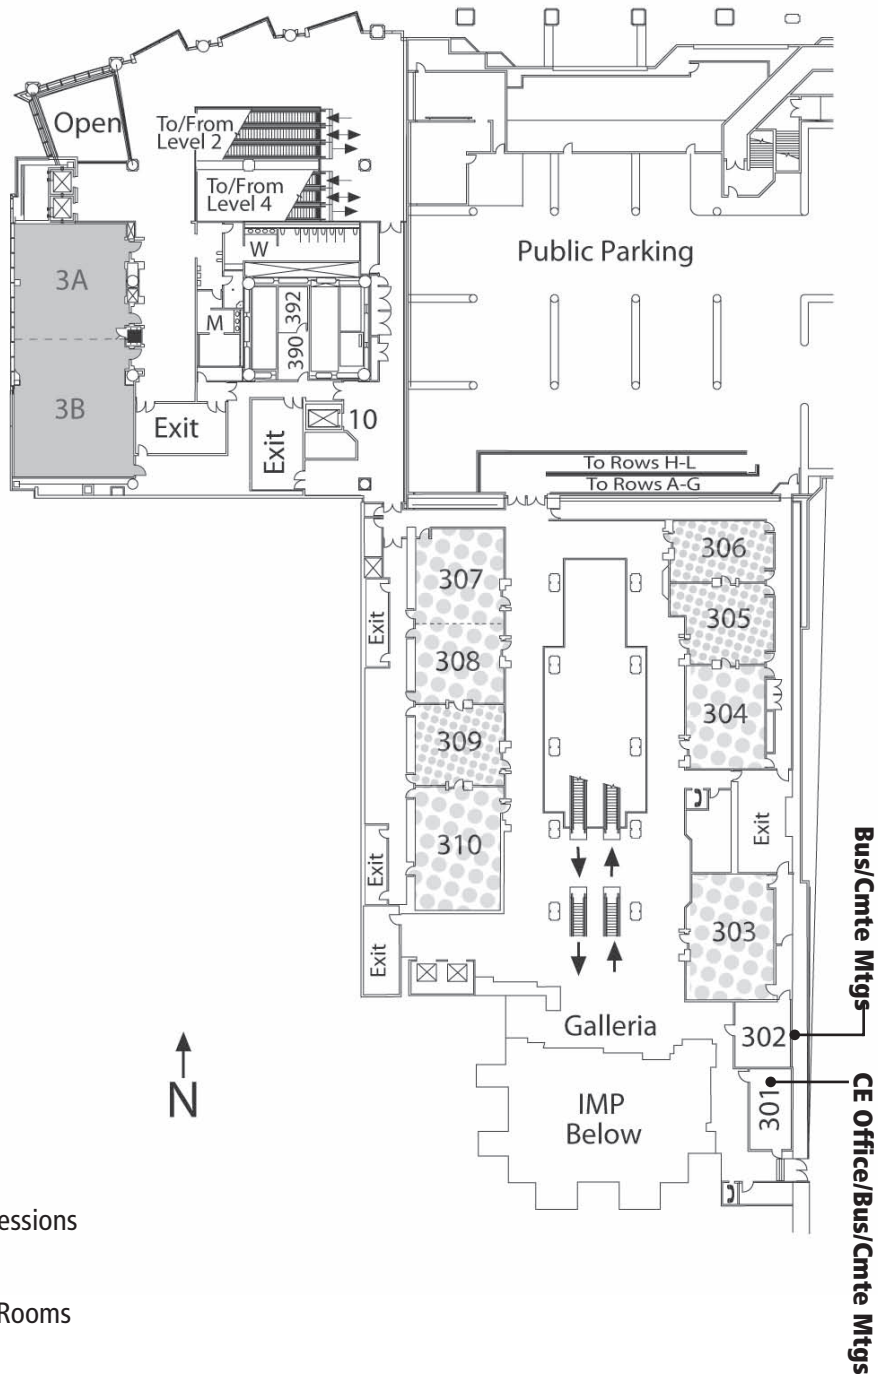 Open
To/From
Level 2
To/From
Level 4
W
Public Parking
3A
392
M
390
3B
Exit
Exit
10
To Rows H-L
To Rows A-G
306
307
Exit
305
308
304
309
310
Exit
Exit
Bus/Cmte Mtgs
303
Exit
Galleria
302
N
IMP
Below
301
CE Office/Bus/Cmte Mtgs
essions
Rooms